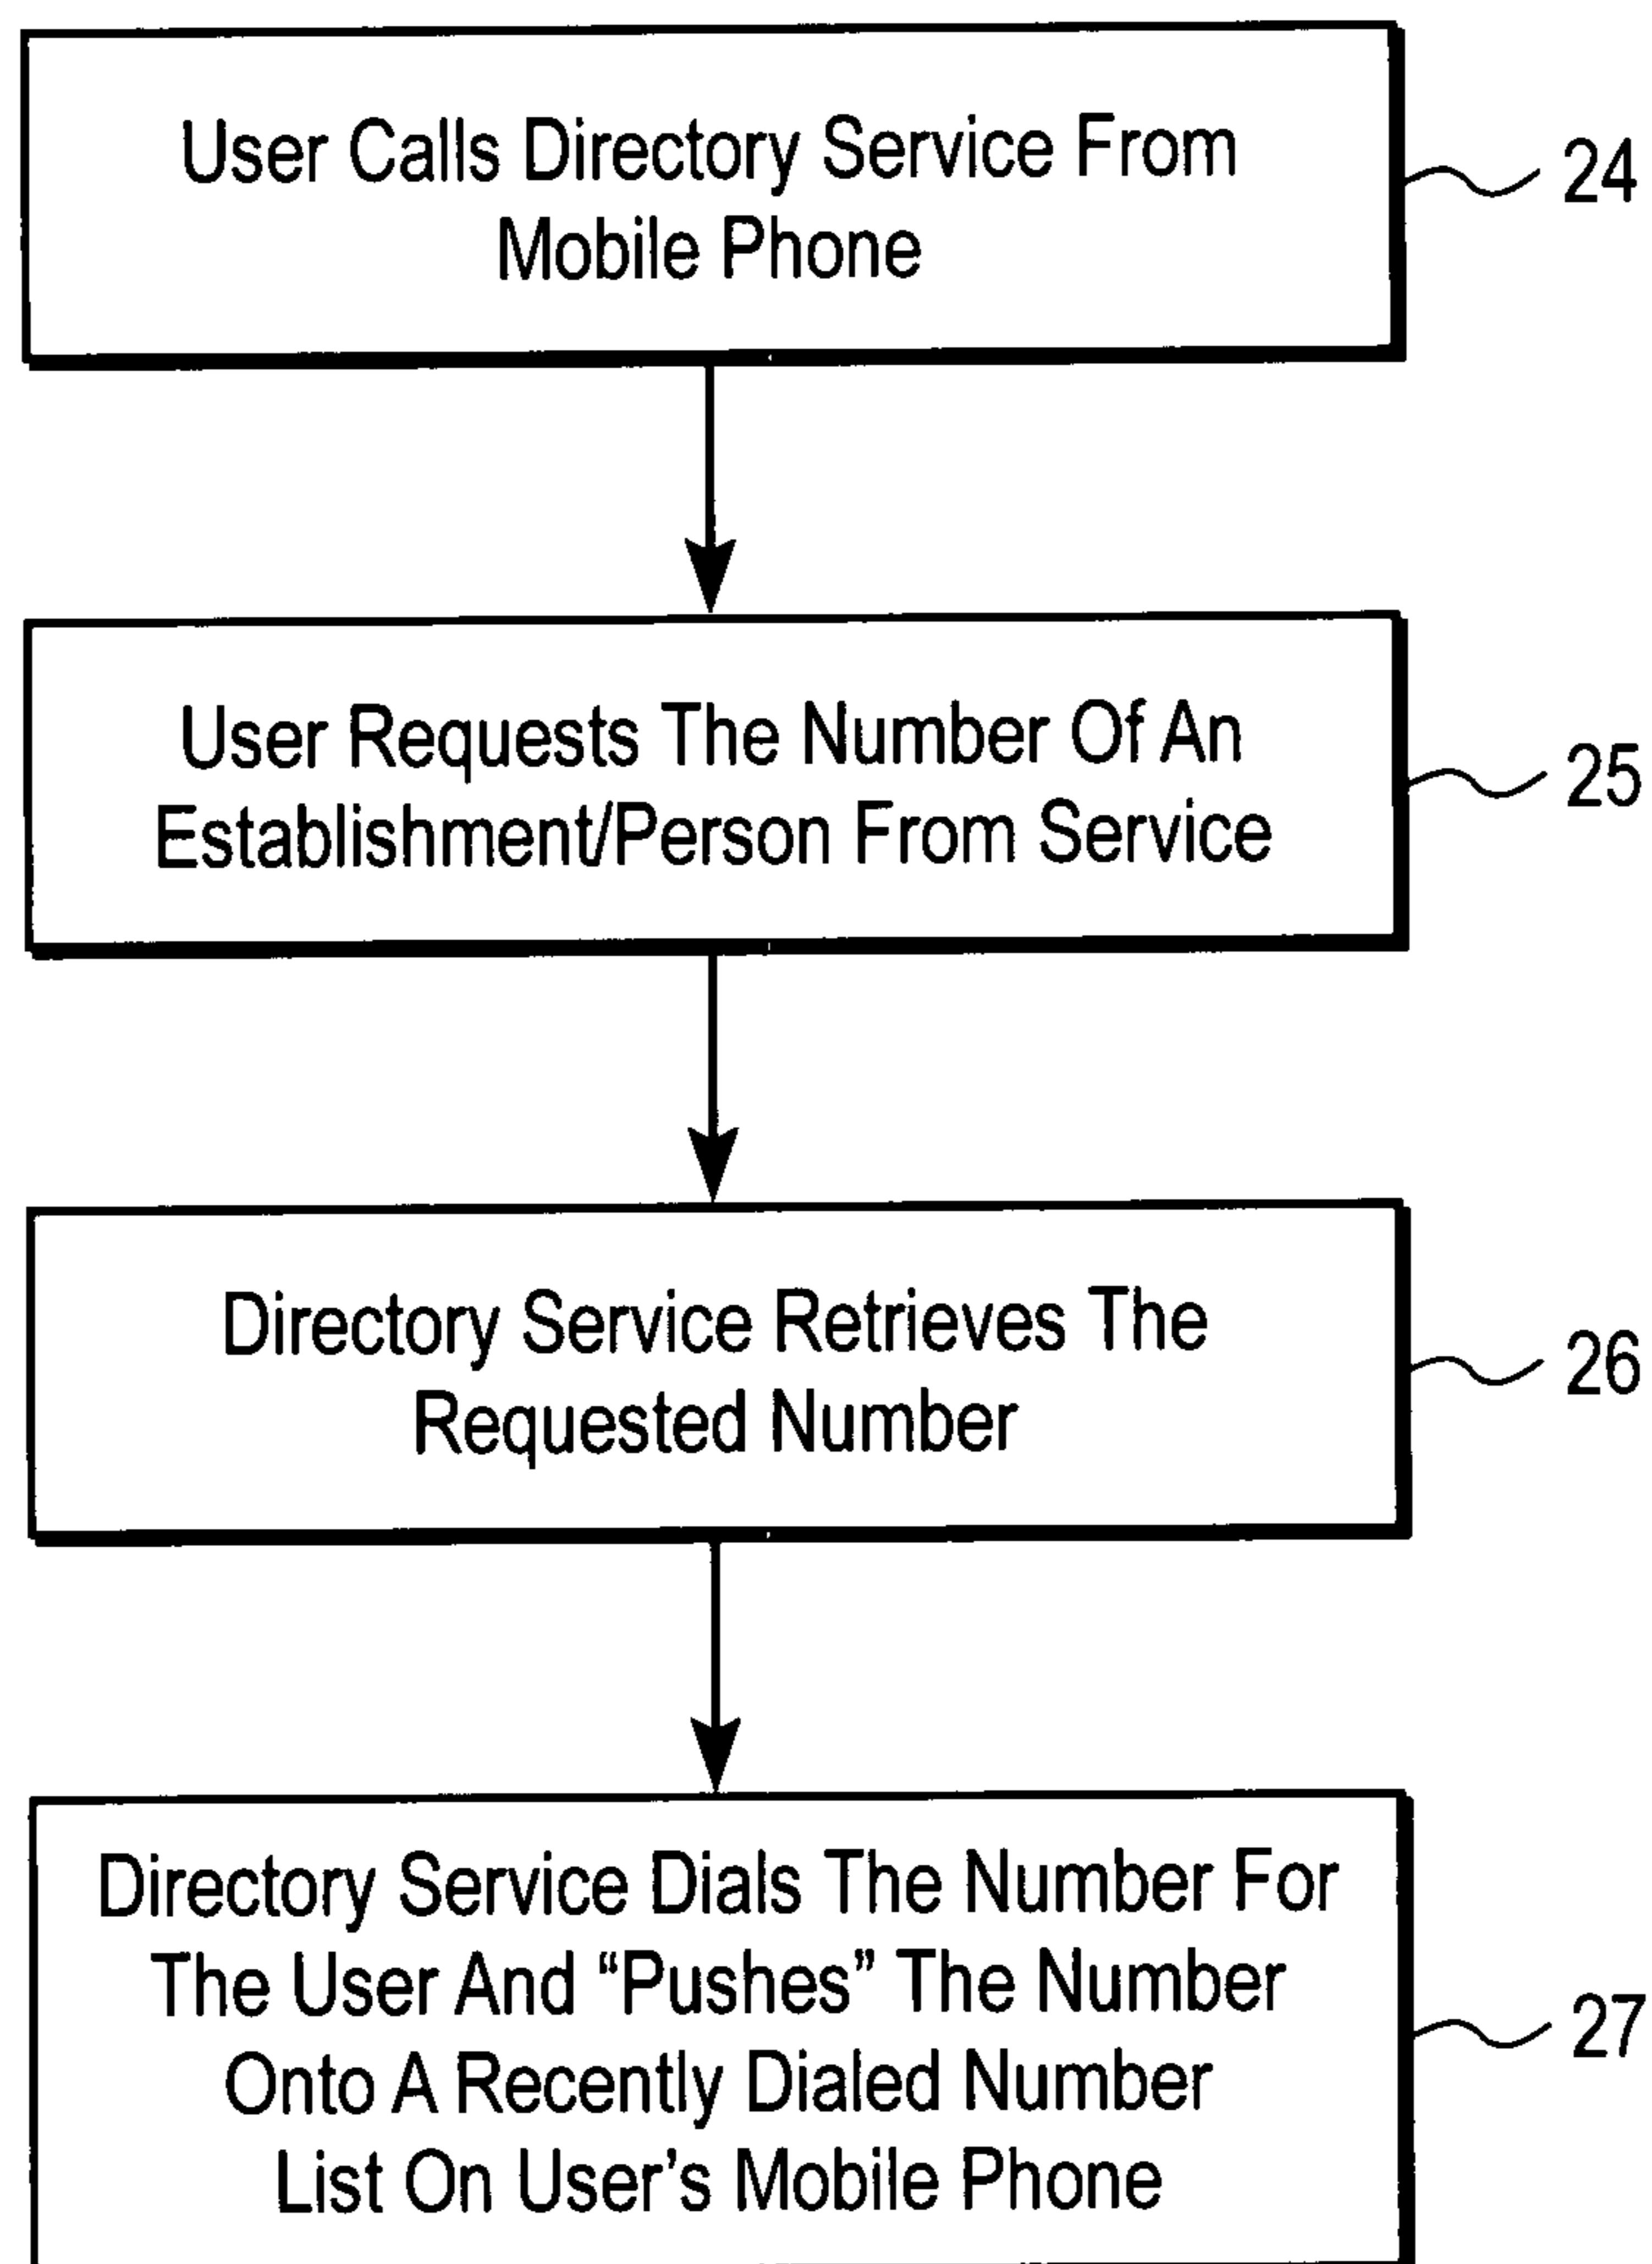 User Calls Directory Service From
Mobile Phone
24
User Requests The Number Of An
Establishment/Person From Service
25
Directory Service Retrieves The
Requested Number
26
Directory Service Dials The Number For
The User And “Pushes” The Number
Onto A Recently Dialed Number
List On User’s Mobile Phone
27